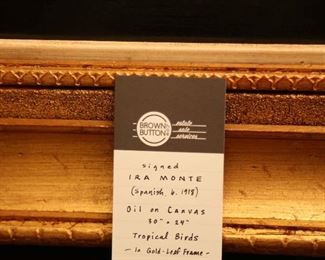 BROWN
BUTTON
estate
sale
services
signed
IRA MONTE
(Spanish, b. 1918)
Oil on Canvas
30" x 24"
Tropical Birds
- in Gold-Leaf Frame -